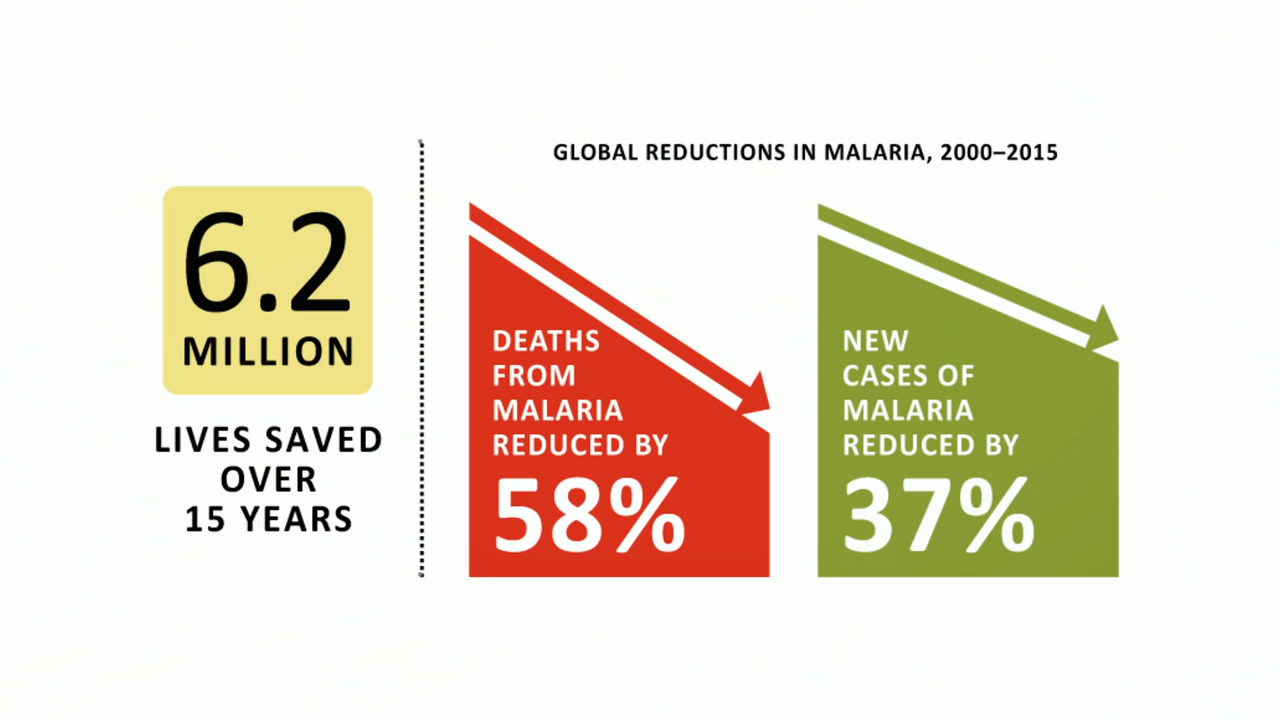 6.2
MILLION
LIVES SAVED
OVER
15 YEARS
GLOBAL REDUCTIONS IN MALARIA, 2000–2015
DEATHS
FROM
MALARIA
REDUCED BY
58%
NEW
CASES OF
MALARIA
REDUCED BY
37%